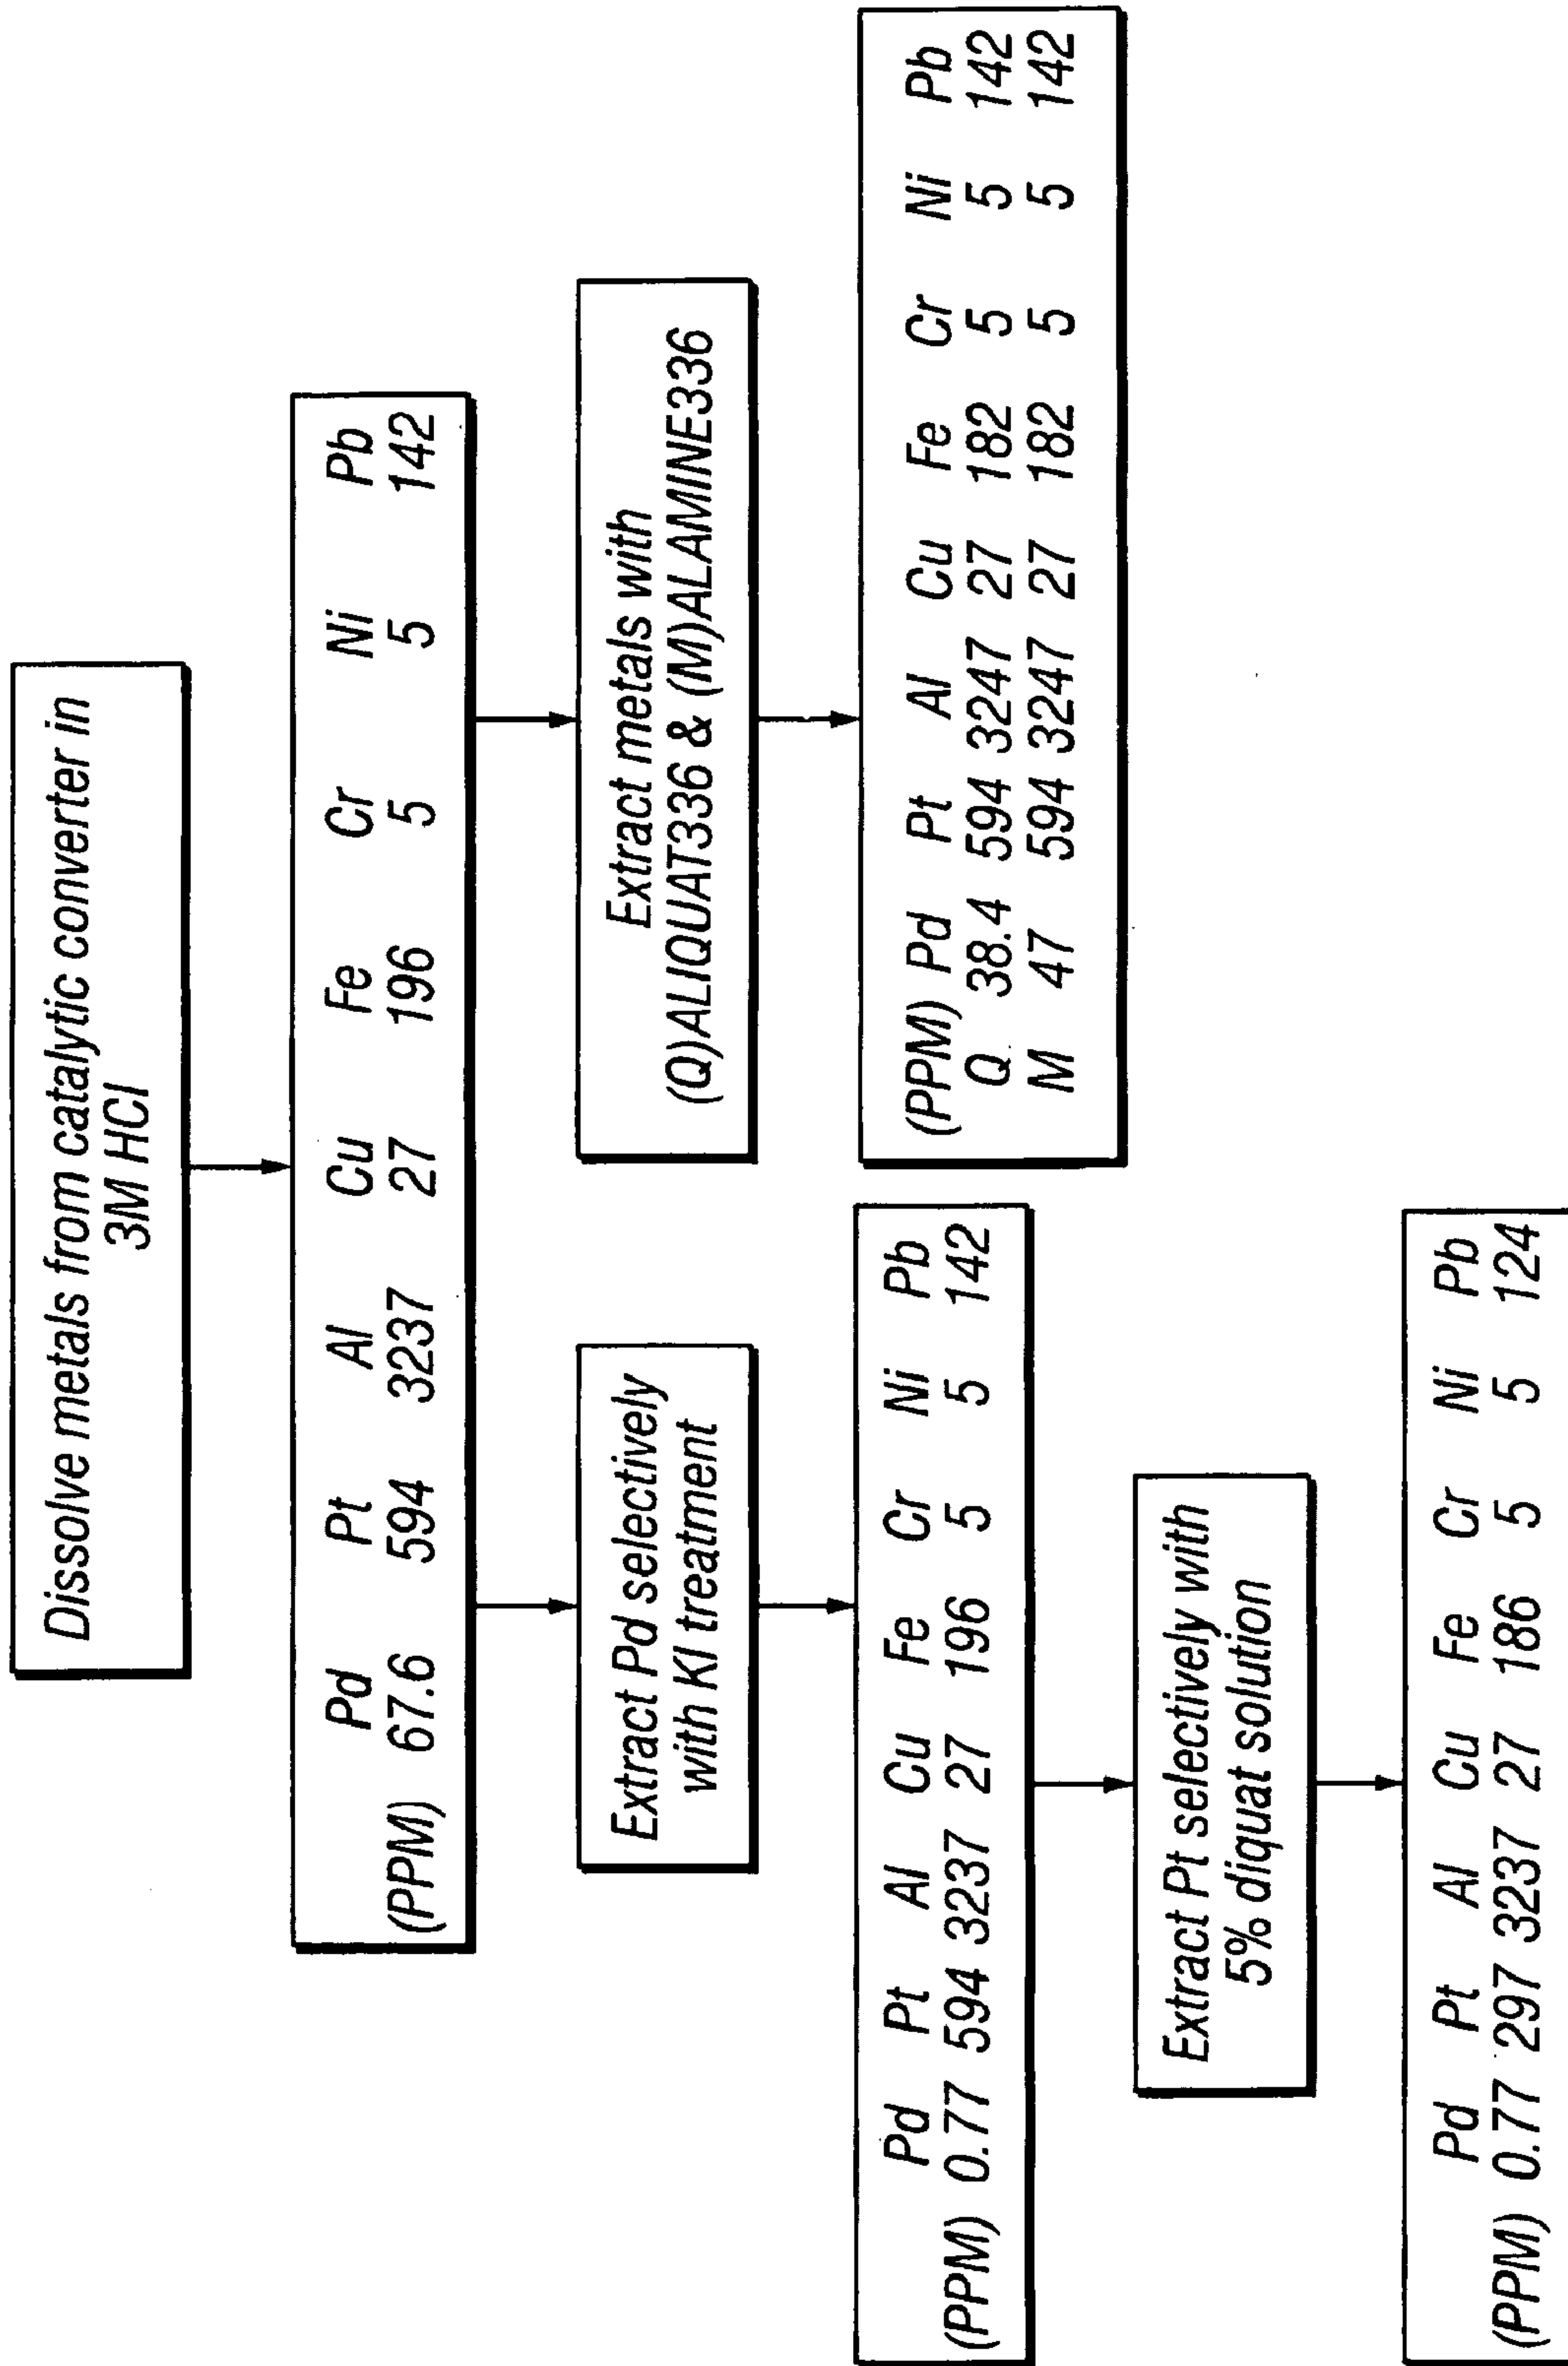 Dissolve metals from catalytic converter in
3M HCl
Pd Pt Al Cu Fe Cr Ni Pb
(PPM) 67.6 594 3237 27 196 5 5 142
Extract Pd selectively
with KI treatment
Extract metals with
(Q)ALIQUAT336 & (M)ALAMINE336
Pd Pt Al Cu Fe Cr Ni Pb
(PPM) 0.77 594 3237 27 196 5 5 142
(PPM) Pd Pt Al Cu Fe Cr Ni Pb
Q 38.4 594 3247 27 182 5 5 142
M 47 594 3247 27 182 5 5 142
Extract Pt selectively with
5% diquat solution
Pd Pt Al Cu Fe Cr Ni Pb
(PPM) 0.77 297 3237 27 186 5 5 124